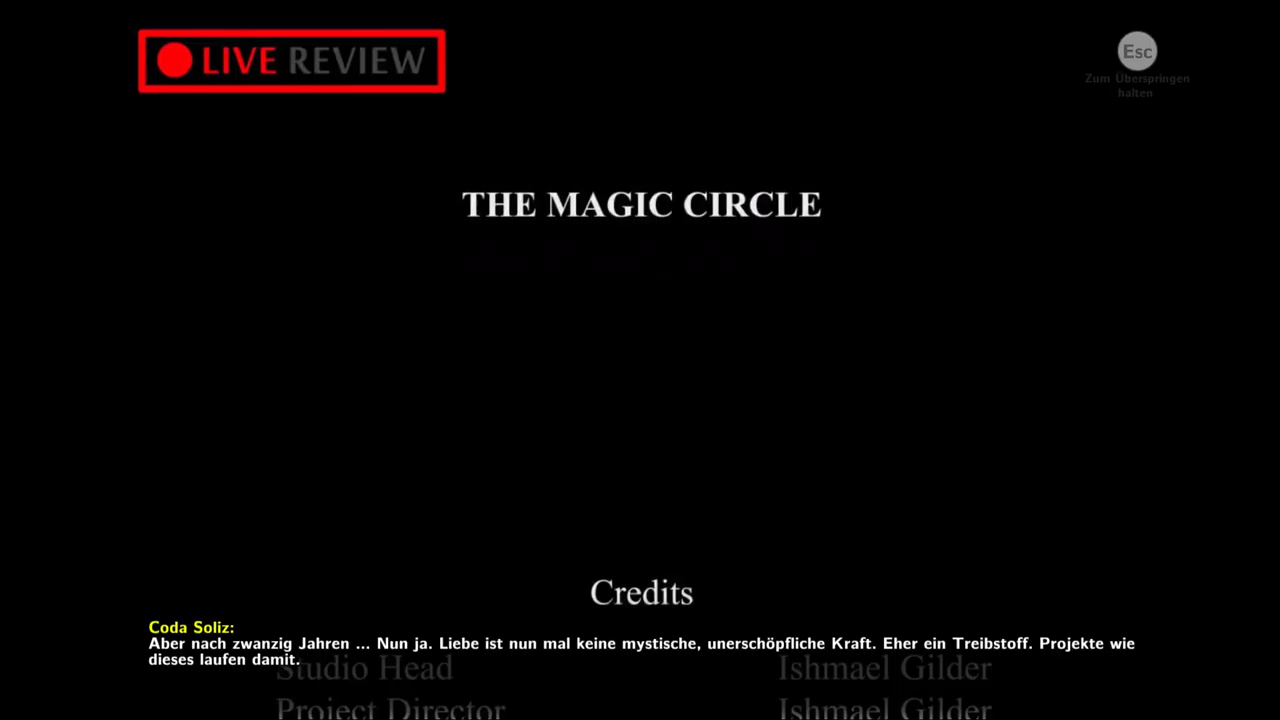 LIVE REVIEW
Esc
Zum Überspringen
halten
THE MAGIC CIRCLE
Credits
Coda Soliz:
Aber nach zwanzig Jahren ... Nun ja. Liebe ist nun mal keine mystische, unerschöpfliche Kraft. Eher ein Treibstoff. Projekte wie
dieses laufen damit.
Studio Head Ishmael Gilder
Project Director Ishmael Gilder